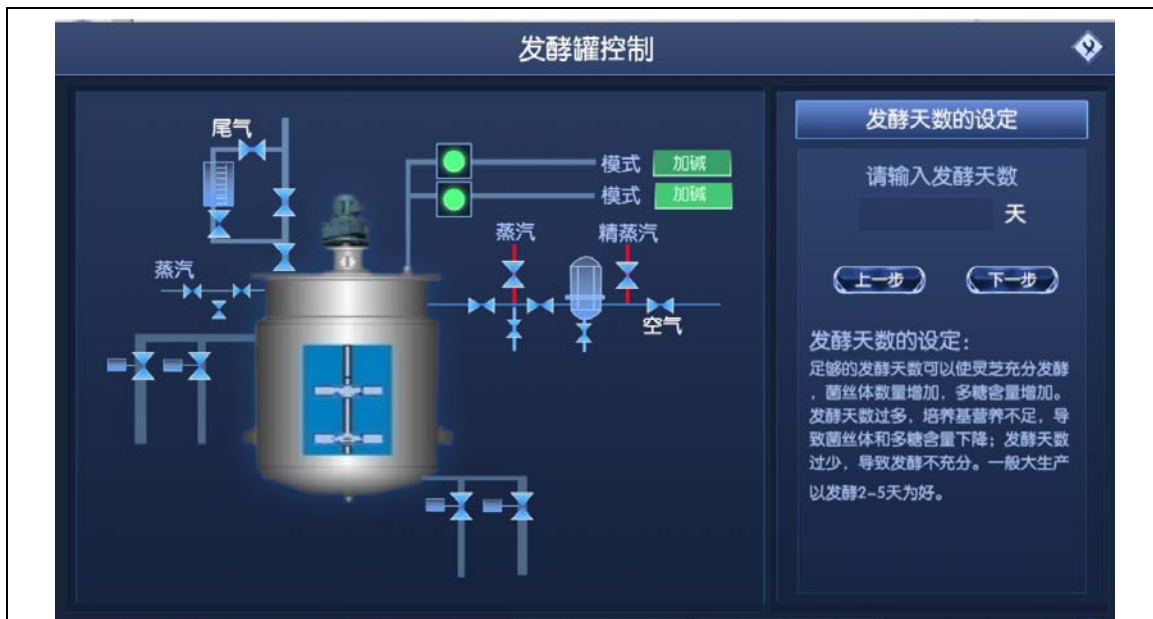 发酵罐控制
尾气
模式 加碱
模式 加碱
蒸汽 精蒸汽
蒸汽
空气
发酵天数的设定
请输入发酵天数
天
上一步 下一步
发酵天数的设定：
足够的发酵天数可以使灵芝充分发酵
，菌丝体数量增加，多糖含量增加。
发酵天数过多，培养基营养不足，导
致菌丝体和多糖含量下降；发酵天数
过少，导致发酵不充分。一般大生产
以发酵2-5天为好。